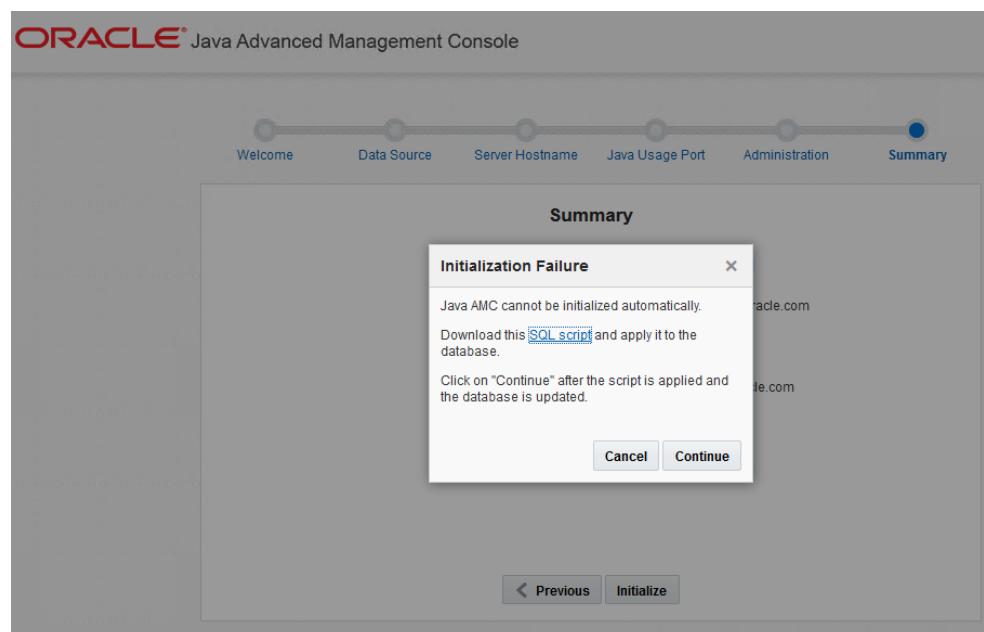 ORACLE® Java Advanced Management Console
Welcome Data Source Server Hostname Java Usage Port Administration Summary
Summary
Initialization Failure ×
Java AMC cannot be initialized automatically.
racle.com
Download this SQL script and apply it to the
database.
Click on "Continue" after the script is applied and
the database is updated.
le.com
Cancel Continue
Previous Initialize